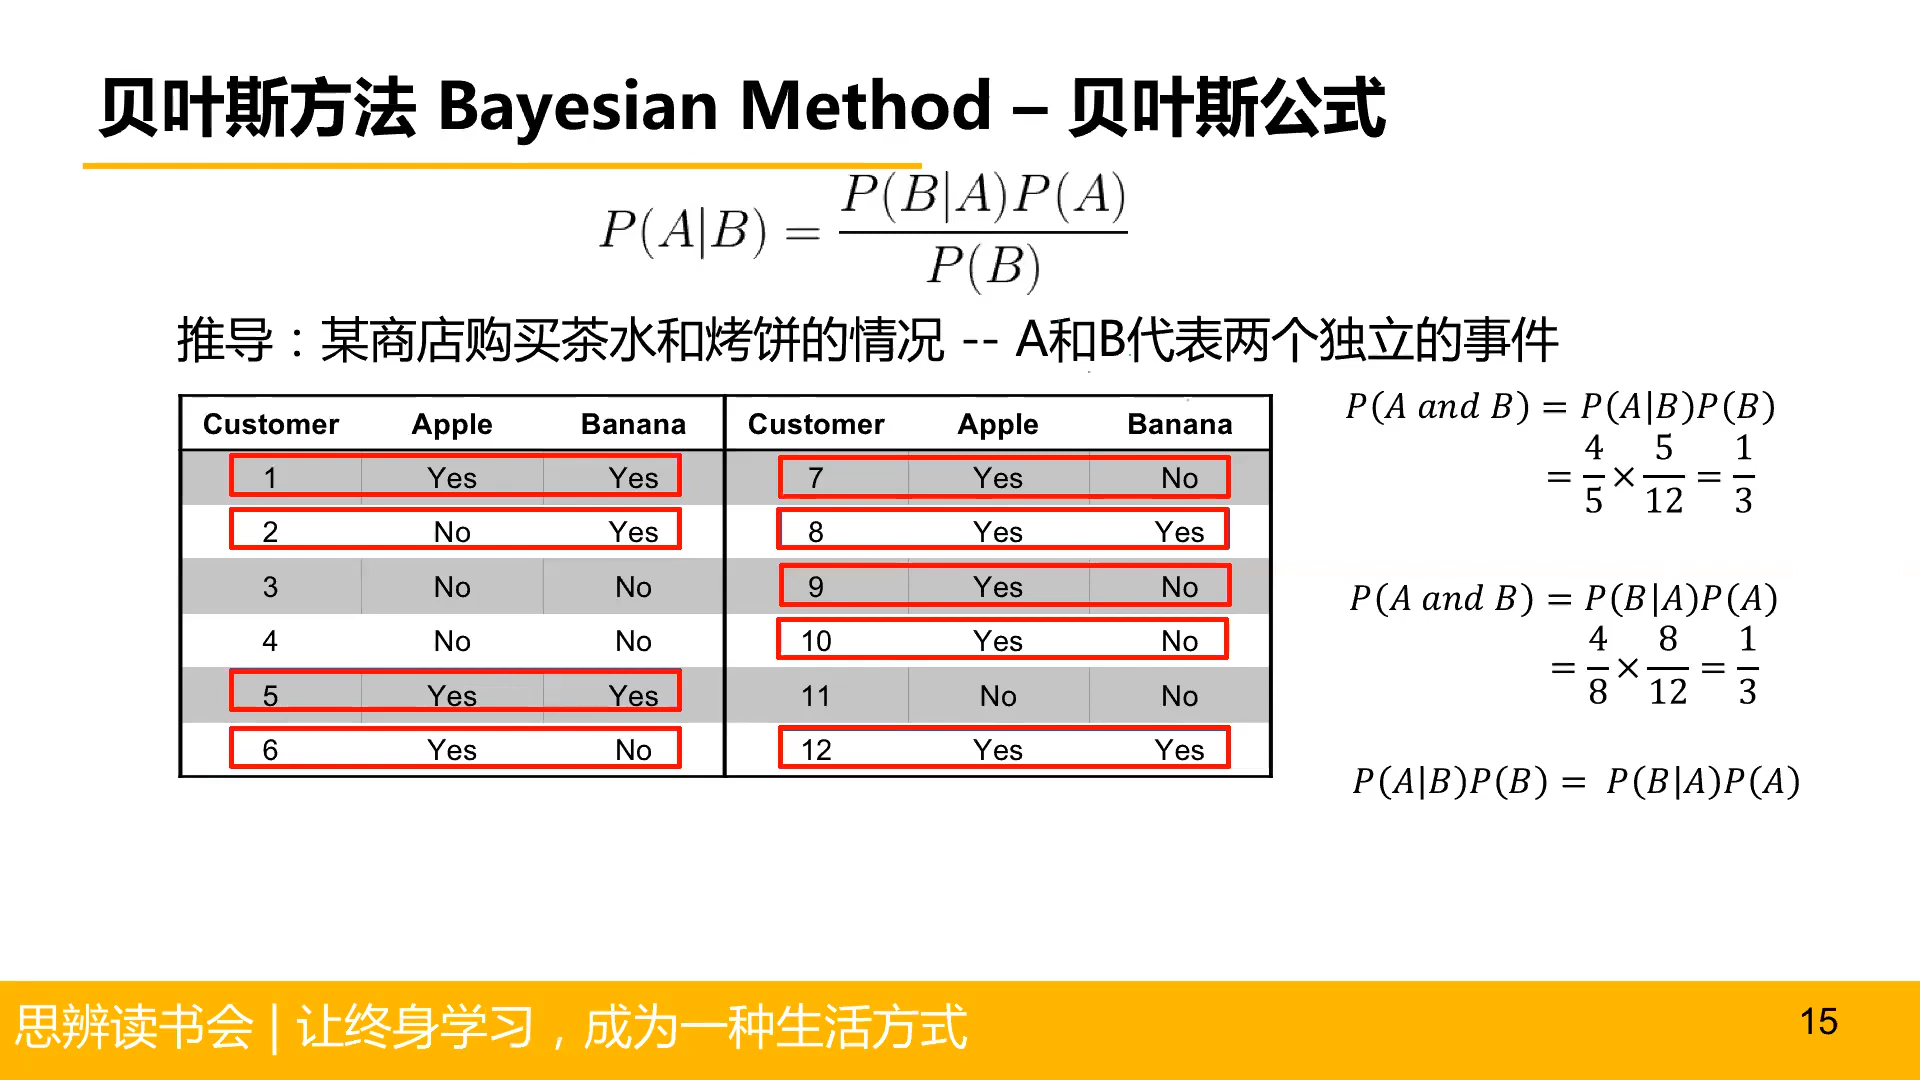 贝叶斯方法 Bayesian Method – 贝叶斯公式
P(A|B) = P(B|A)P(A) / P(B)
推导：某商店购买茶水和烤饼的情况 -- A和B代表两个独立的事件
Customer Apple Banana Customer Apple Banana
1 Yes Yes 7 Yes No
2 No Yes 8 Yes Yes
3 No No 9 Yes No
4 No No 10 Yes No
5 Yes Yes 11 No No
6 Yes No 12 Yes Yes
P(A and B) = P(A|B)P(B)
= 4/5 × 5/12 = 1/3
P(A and B) = P(B|A)P(A)
= 4/8 × 8/12 = 1/3
P(A|B)P(B) = P(B|A)P(A)
思辨读书会 | 让终身学习，成为一种生活方式
15